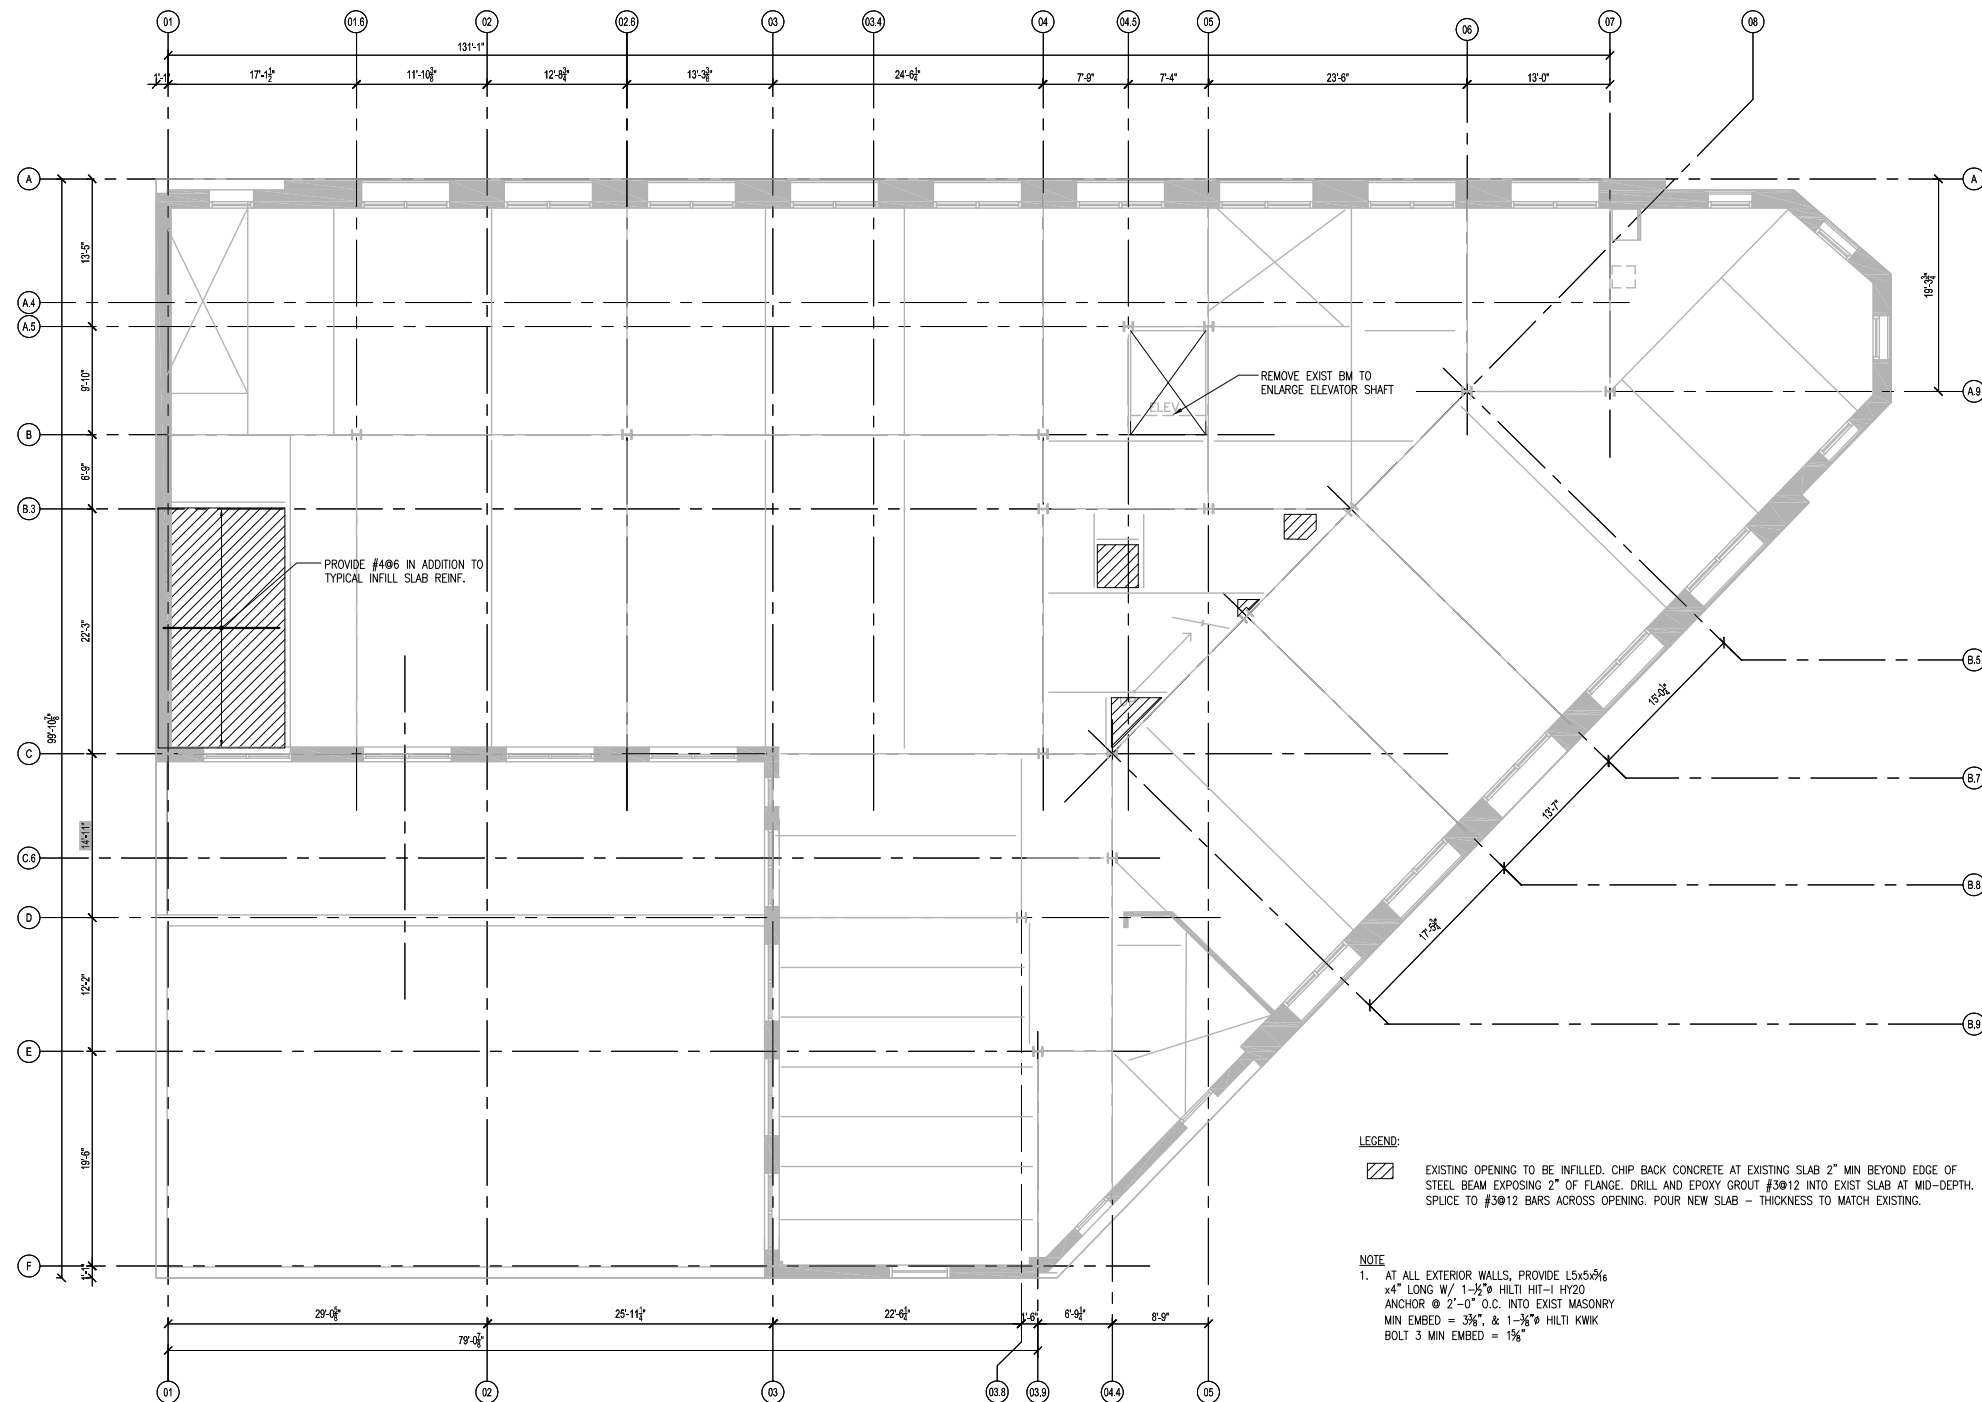 01
01.6
02
02.6
03
03.4
04
04.5
05
06
07
08
131'-1"
1'-1"
17'-1½"
11'-10⅜"
12'-8¾"
13'-3⅜"
24'-6½"
7'-9"
7'-4"
23'-6"
13'-0"
A
A
13'-5"
19'-3¾"
A.4
A.5
9'-10"
REMOVE EXIST BM TO
ENLARGE ELEVATOR SHAFT
A.9
ELEV
B
6'-9"
B.3
PROVIDE #4@6 IN ADDITION TO
TYPICAL INFILL SLAB REINF.
22'-3"
B.5
15'-0¼"
99'-10⅞"
UP
C
B.7
13'-7"
14'-11"
C.6
B.8
D
17'-5¾"
12'-2"
B.9
E
19'-6"
LEGEND:
EXISTING OPENING TO BE INFILLED. CHIP BACK CONCRETE AT EXISTING SLAB 2" MIN BEYOND EDGE OF
STEEL BEAM EXPOSING 2" OF FLANGE. DRILL AND EPOXY GROUT #3@12 INTO EXIST SLAB AT MID-DEPTH.
SPLICE TO #3@12 BARS ACROSS OPENING. POUR NEW SLAB - THICKNESS TO MATCH EXISTING.
F
1'-1"
NOTE
1. AT ALL EXTERIOR WALLS, PROVIDE L5x5x5/16
x4" LONG W/ 1-½"ø HILTI HIT-I HY20
ANCHOR @ 2'-0" O.C. INTO EXIST MASONRY
MIN EMBED = 3⅜", & 1-⅜"ø HILTI KWIK
BOLT 3 MIN EMBED = 1⅝"
25'-11¼"
22'-6¼"
1'-6"
6'-9¼"
8'-9"
79'-0⅞"
01
02
03
03.8
03.9
04.4
05